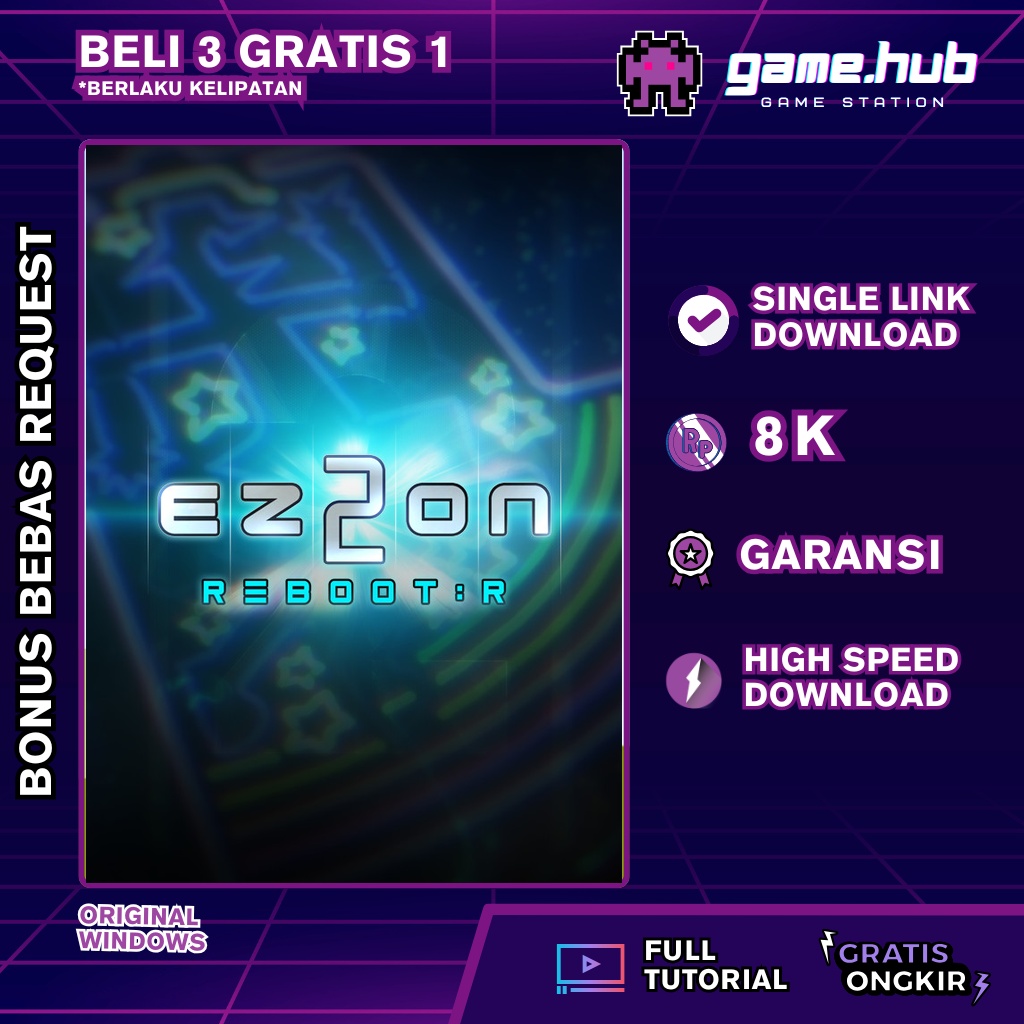 BELI 3 GRATIS 1
*BERLAKU KELIPATAN
game.hub
GAME STATION
BONUS BEBAS REQUEST
EZ2ON
REBOOT:R
SINGLE LINK
DOWNLOAD
Rp
8K
GARANSI
HIGH SPEED
DOWNLOAD
ORIGINAL
WINDOWS
FULL
TUTORIAL
GRATIS
ONGKIR